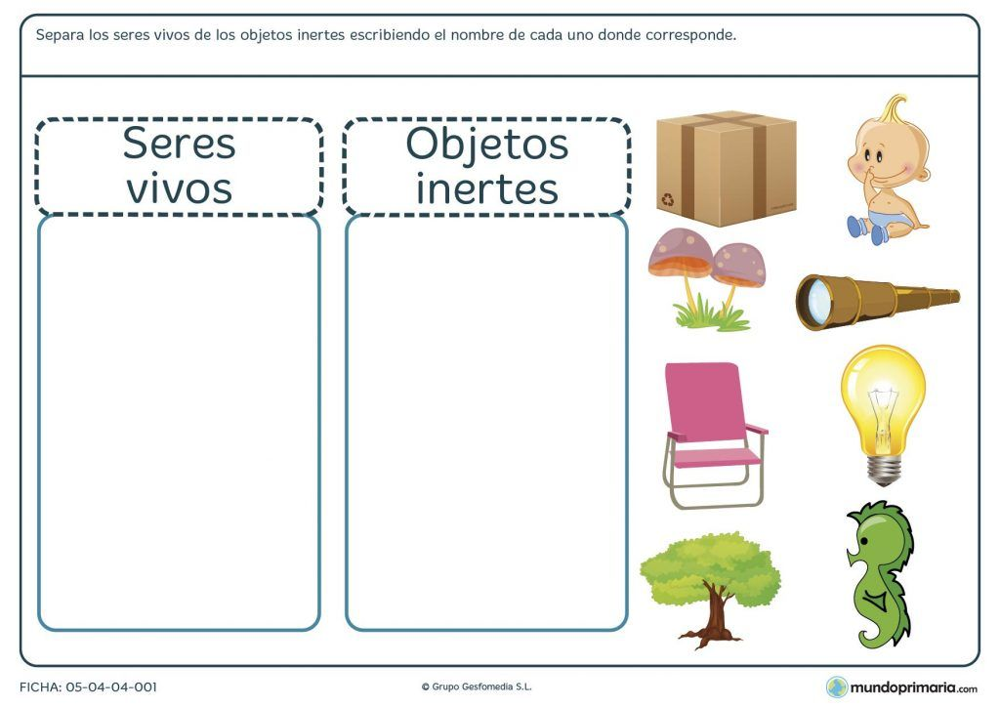 Separa los seres vivos de los objetos inertes escribiendo el nombre de cada uno donde corresponde.
Seres
vivos
Objetos
inertes
FICHA: 05-04-04-001
© Grupo Gesfomedia S.L.
mundoprimaria.com